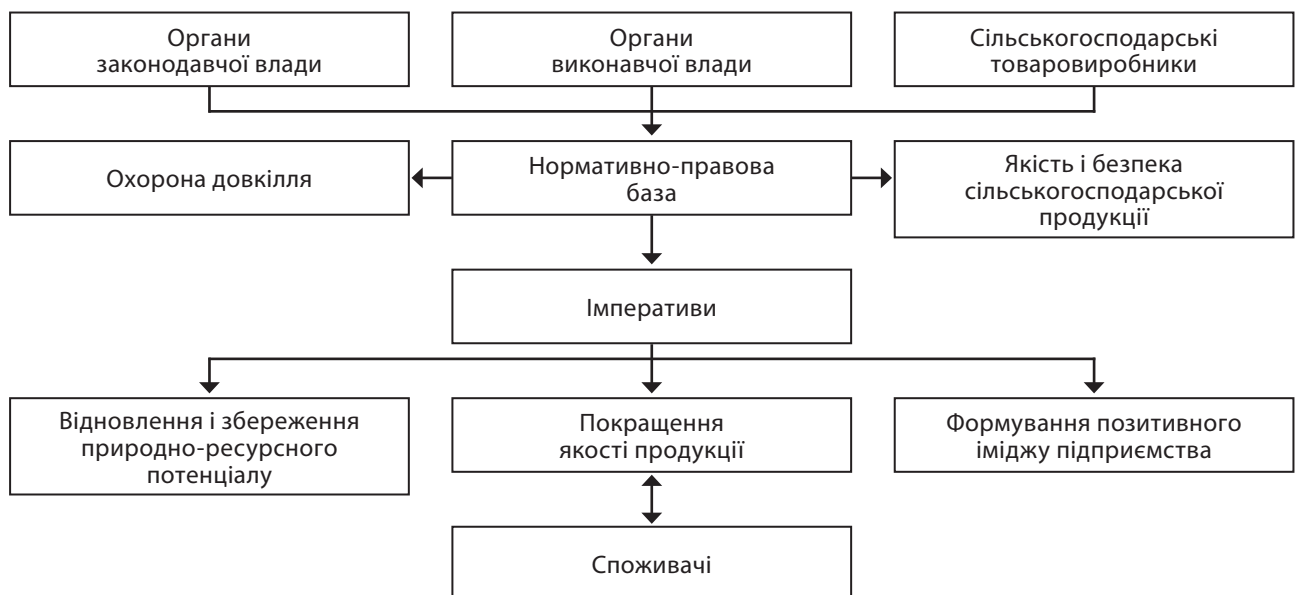 Органи
законодавчої влади
Органи
виконавчої влади
Сільськогосподарські
товаровиробники
Охорона довкілля
Нормативно-правова
база
Якість і безпека
сільськогосподарської
продукції
Імперативи
Відновлення і збереження
природно-ресурсного
потенціалу
Покращення
якості продукції
Формування позитивного
іміджу підприємства
Споживачі